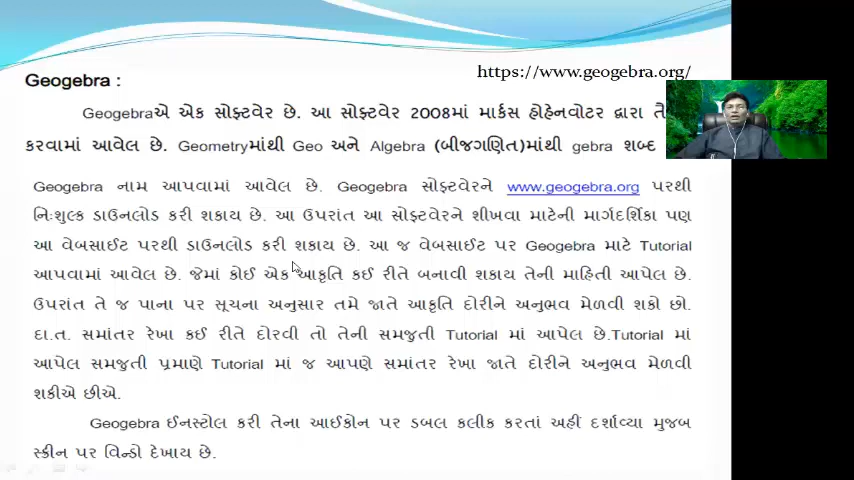 https://www.geogebra.org/
Geogebra :
Geogebraએ એક સોફ્ટવેર છે. આ સોફ્ટવેર 2008માં માર્કસ હોહેનવોટર દ્વારા
કરવામાં આવેલ છે. Geometryમાંથી Geo અને Algebra (બીજગણિત)માંથી gebra શબ્દ
Geogebra નામ આપવામાં આવેલ છે. Geogebra સોફ્ટવેરને www.geogebra.org પરથી
નિઃશુલ્ક ડાઉનલોડ કરી શકાય છે. આ ઉપરાંત આ સોફ્ટવેરને શીખવા માટેની માર્ગદર્શિકા પણ
આ વેબસાઈટ પરથી ડાઉનલોડ કરી શકાય છે. આ જ વેબસાઈટ પર Geogebra માટે Tutorial
આપવામાં આવેલ છે. જેમાં કોઈ એક આકૃતિ કઈ રીતે બનાવી શકાય તેની માહિતી આપેલ છે.
ઉપરાંત તે જ પાના પર સૂચના અનુસાર તમે જાતે આકૃતિ દોરીને અનુભવ મેળવી શકો છો.
દા.ત. સમાંતર રેખા કઈ રીતે દોરવી તો તેની સમજુતી Tutorial માં આપેલ છે.Tutorial માં
આપેલ સમજુતી પ્રમાણે Tutorial માં જ આપણે સમાંતર રેખા જાતે દોરીને અનુભવ મેળવી
શકીએ છીએ.
Geogebra ઈનસ્ટોલ કરી તેના આઈકોન પર ડબલ કલીક કરતાં અહીં દર્શાવ્યા મુજબ
સ્ક્રીન પર વિન્ડો દેખાય છે.